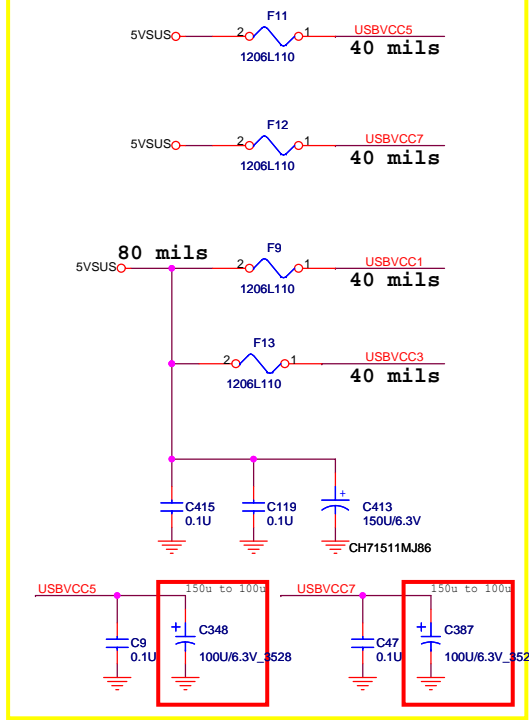 F11
5VSUS 2 1 USBVCC5
1206L110 40 mils
F12
5VSUS 2 1 USBVCC7
1206L110 40 mils
80 mils F9
5VSUS 2 1 USBVCC1
1206L110 40 mils
F13
2 1 USBVCC3
1206L110 40 mils
+
C415 C119 C413
0.1U 0.1U 150U/6.3V
CH71511MJ86
USBVCC5 150u to 100u USBVCC7 150u to 100u
+ C348 + C387
C9 C47
0.1U 100U/6.3V_3528 0.1U 100U/6.3V_352